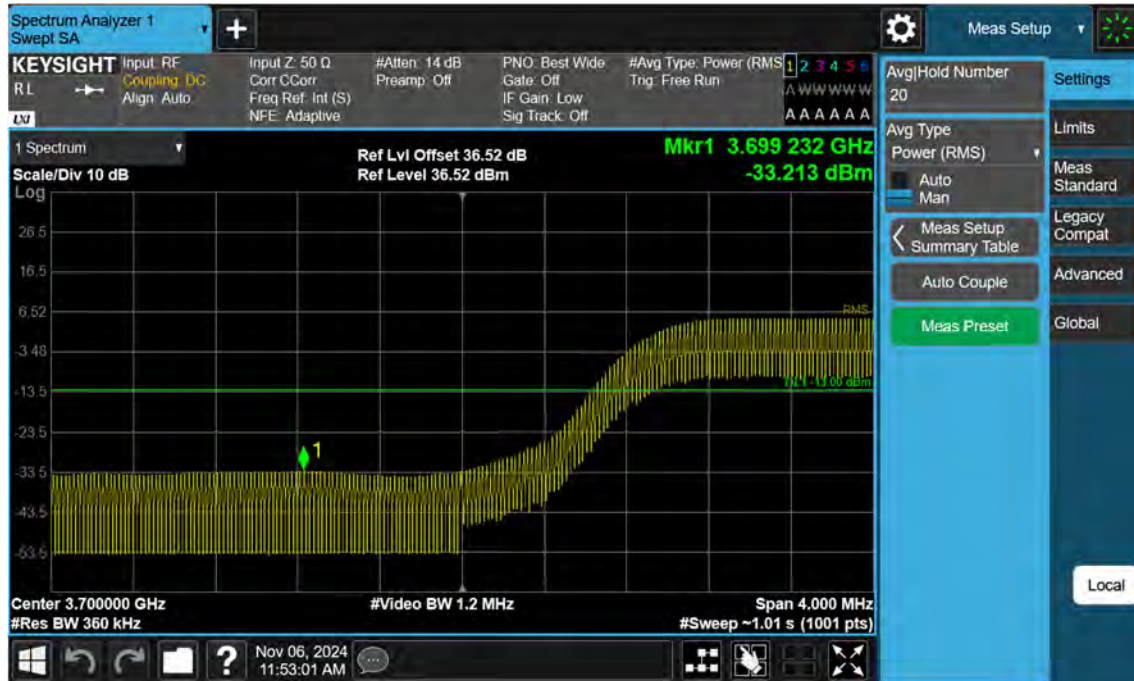 Spectrum Analyzer 1
Swept SA
+
Meas Setup
KEYSIGHT
RL
LXI
Input: RF
Coupling: DC
Align: Auto
Input Z: 50 Ω
Corr CCorr
Freq Ref: Int (S)
NFE: Adaptive
#Atten: 14 dB
Preamp: Off
PNO: Best Wide
Gate: Off
IF Gain: Low
Sig Track: Off
#Avg Type: Power (RMS
Trig: Free Run
1 2 3 4 5 6
A W W W W W
A A A A A A
1 Spectrum
Scale/Div 10 dB
Ref Lvl Offset 36.52 dB
Ref Level 36.52 dBm
Mkr1 3.699 232 GHz
-33.213 dBm
Log
26.5
16.5
6.52
-3.48
-13.5
-23.5
-33.5
-43.5
-53.5
RMS
-13.00 dBm
1
Center 3.700000 GHz
#Res BW 360 kHz
#Video BW 1.2 MHz
Span 4.000 MHz
#Sweep ~1.01 s (1001 pts)
Avg|Hold Number
20
Avg Type
Power (RMS)
Auto
Man
Meas Setup
Summary Table
Auto Couple
Meas Preset
Settings
Limits
Meas
Standard
Legacy
Compat
Advanced
Global
Local
?
Nov 06, 2024
11:53:01 AM